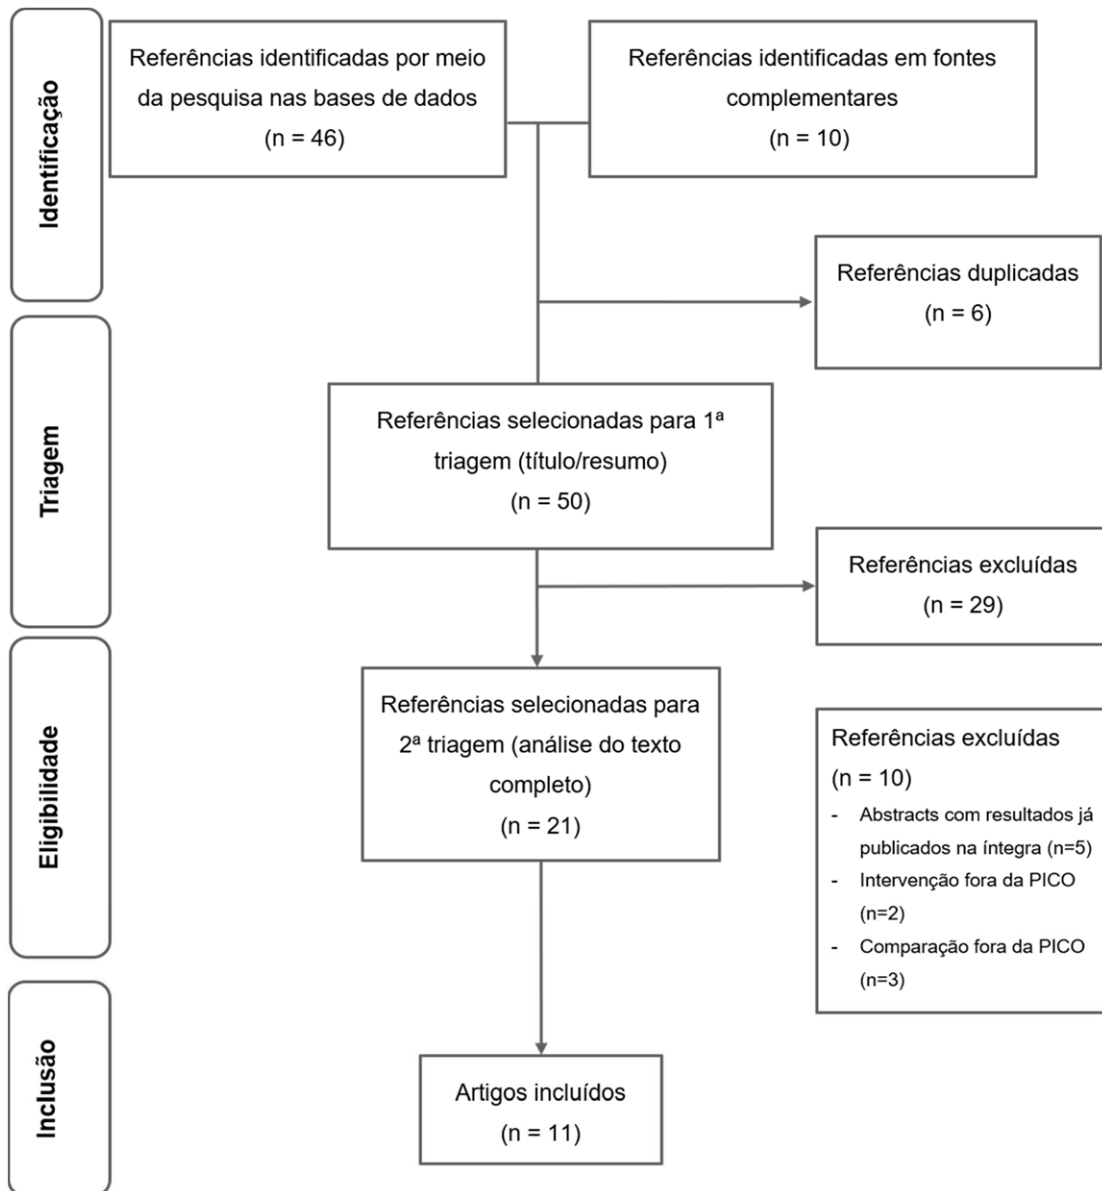 Identificação
Referências identificadas por meio
da pesquisa nas bases de dados
(n = 46)
Referências identificadas em fontes
complementares
(n = 10)
Referências duplicadas
(n = 6)
Triagem
Referências selecionadas para 1ª
triagem (título/resumo)
(n = 50)
Referências excluídas
(n = 29)
Eligibilidade
Referências selecionadas para
2ª triagem (análise do texto
completo)
(n = 21)
Referências excluídas
(n = 10)
- Abstracts com resultados já
publicados na íntegra (n=5)
- Intervenção fora da PICO
(n=2)
- Comparação fora da PICO
(n=3)
Inclusão
Artigos incluídos
(n = 11)